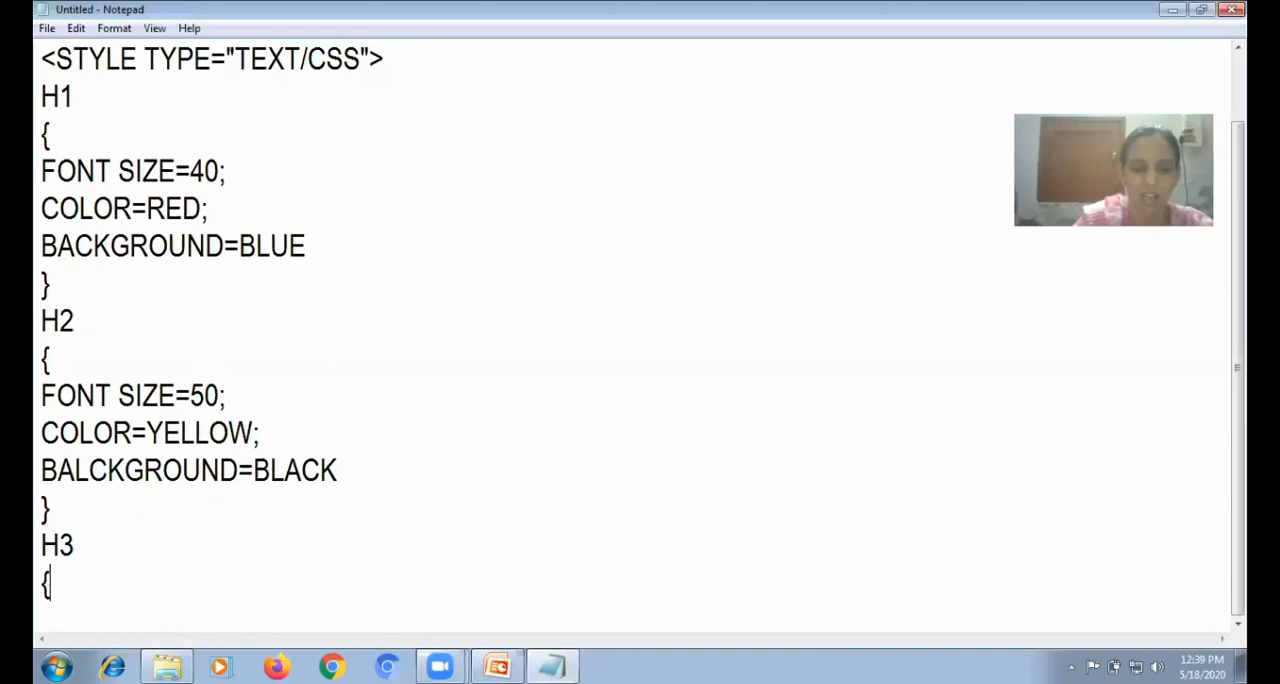 Untitled - Notepad
File Edit Format View Help
<STYLE TYPE="TEXT/CSS">
H1
{
FONT SIZE=40;
COLOR=RED;
BACKGROUND=BLUE
}
H2
{
FONT SIZE=50;
COLOR=YELLOW;
BALCKGROUND=BLACK
}
H3
{
12:39 PM
5/18/2020